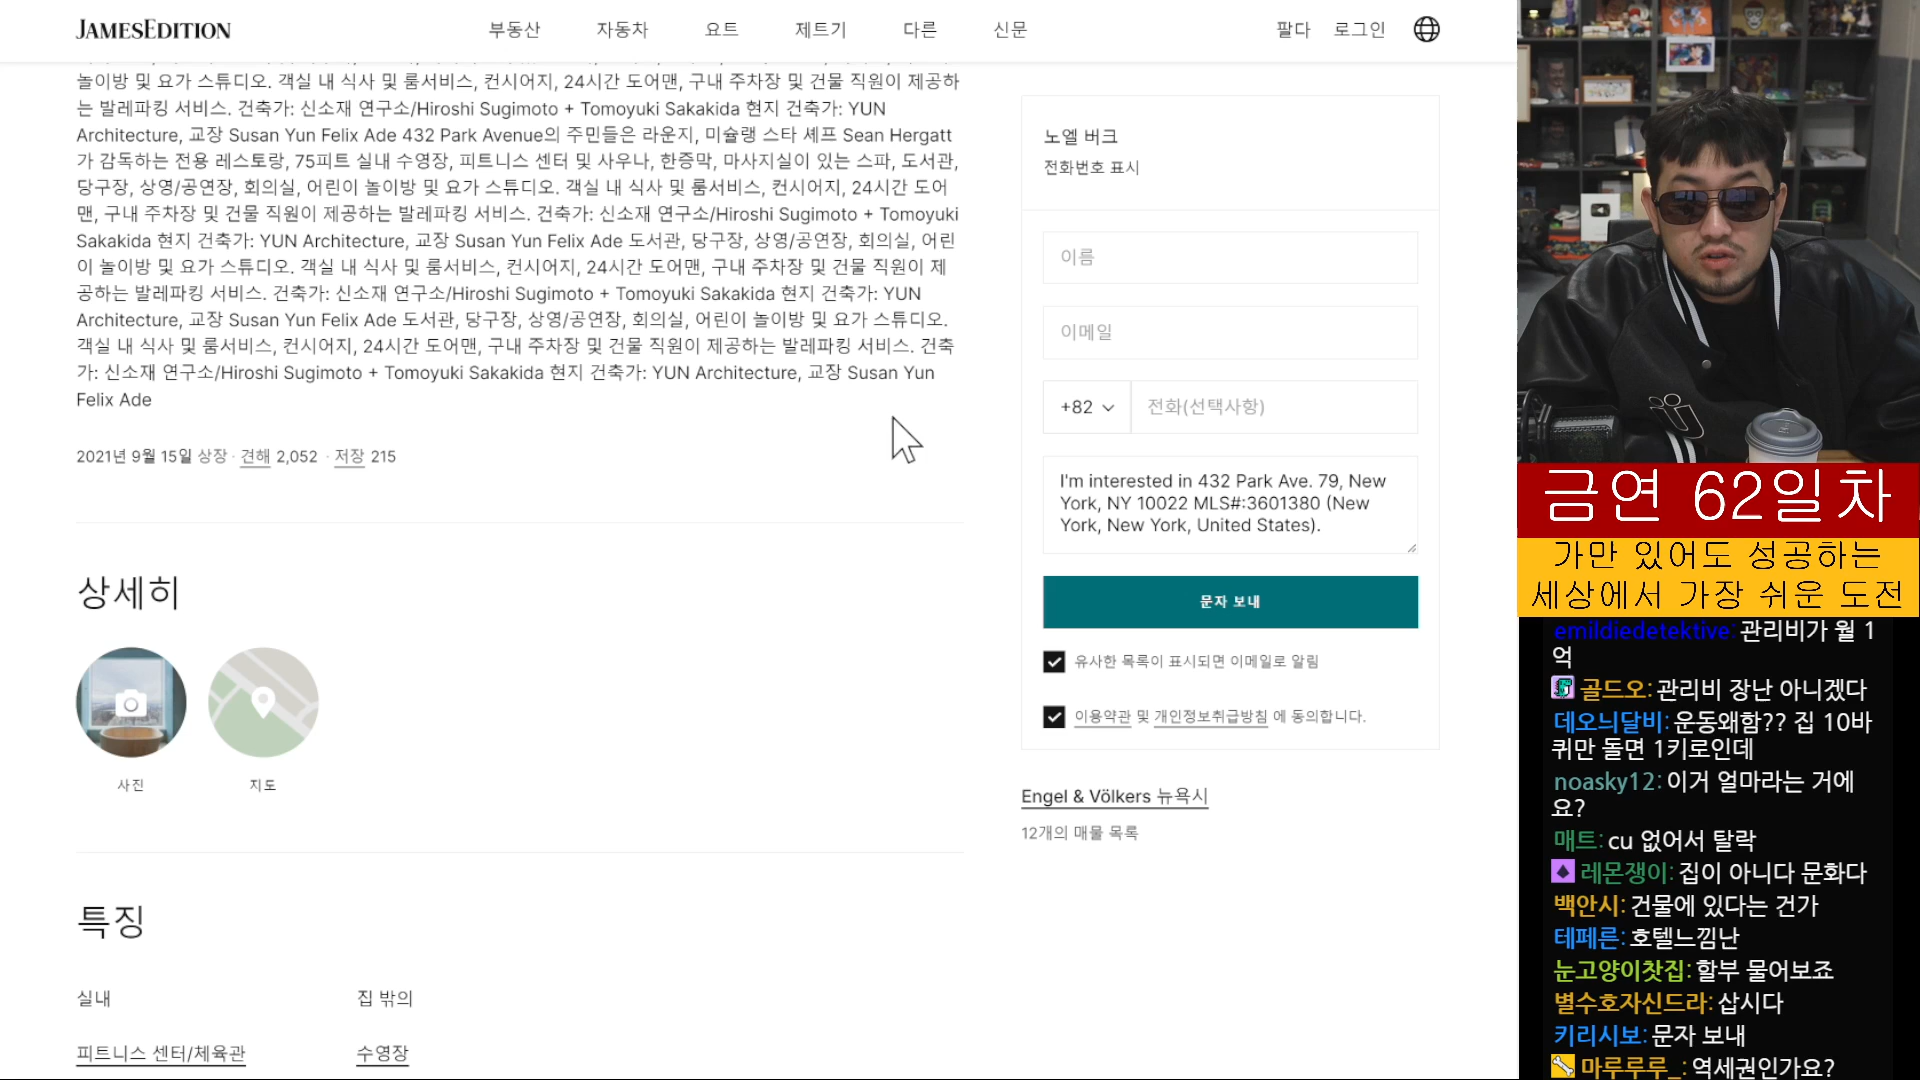 JAMESEDITION
부동산 자동차 요트 제트기 다른 신문 팔다 로그인
놀이방 및 요가 스튜디오. 객실 내 식사 및 룸서비스, 컨시어지, 24시간 도어맨, 구내 주차장 및 건물 직원이 제공하
는 발레파킹 서비스. 건축가: 신소재 연구소/Hiroshi Sugimoto + Tomoyuki Sakakida 현지 건축가: YUN
Architecture, 교장 Susan Yun Felix Ade 432 Park Avenue의 주민들은 라운지, 미슐랭 스타 셰프 Sean Hergatt
가 감독하는 전용 레스토랑, 75피트 실내 수영장, 피트니스 센터 및 사우나, 한증막, 마사지실이 있는 스파, 도서관,
당구장, 상영/공연장, 회의실, 어린이 놀이방 및 요가 스튜디오. 객실 내 식사 및 룸서비스, 컨시어지, 24시간 도어
맨, 구내 주차장 및 건물 직원이 제공하는 발레파킹 서비스. 건축가: 신소재 연구소/Hiroshi Sugimoto + Tomoyuki
Sakakida 현지 건축가: YUN Architecture, 교장 Susan Yun Felix Ade 도서관, 당구장, 상영/공연장, 회의실, 어린
이 놀이방 및 요가 스튜디오. 객실 내 식사 및 룸서비스, 컨시어지, 24시간 도어맨, 구내 주차장 및 건물 직원이 제
공하는 발레파킹 서비스. 건축가: 신소재 연구소/Hiroshi Sugimoto + Tomoyuki Sakakida 현지 건축가: YUN
Architecture, 교장 Susan Yun Felix Ade 도서관, 당구장, 상영/공연장, 회의실, 어린이 놀이방 및 요가 스튜디오.
객실 내 식사 및 룸서비스, 컨시어지, 24시간 도어맨, 구내 주차장 및 건물 직원이 제공하는 발레파킹 서비스. 건축
가: 신소재 연구소/Hiroshi Sugimoto + Tomoyuki Sakakida 현지 건축가: YUN Architecture, 교장 Susan Yun
Felix Ade
2021년 9월 15일 상장 · 견해 2,052 · 저장 215
상세히
사진 지도
특징
실내 집 밖의
피트니스 센터/체육관 수영장
노엘 버크
전화번호 표시
이름
이메일
+82 전화(선택사항)
I'm interested in 432 Park Ave. 79, New
York, NY 10022 MLS#:3601380 (New
York, New York, United States).
문자 보내
유사한 목록이 표시되면 이메일로 알림
이용약관 및 개인정보취급방침 에 동의합니다.
Engel & Völkers 뉴욕시
12개의 매물 목록
금연 62일차
가만 있어도 성공하는
세상에서 가장 쉬운 도전
emildiedetektive: 관리비가 월 1
억
골드오: 관리비 장난 아니겠다
데오늬달비: 운동왜함?? 집 10바
퀴만 돌면 1키로인데
noasky12: 이거 얼마라는 거에
요?
매트: cu 없어서 탈락
레몬쟁이: 집이 아니다 문화다
백안시: 건물에 있다는 건가
테페른: 호텔느낌난
눈고양이찻집: 할부 물어보죠
별수호자신드라: 삽시다
키리시보: 문자 보내
마루루루_: 역세권인가요?